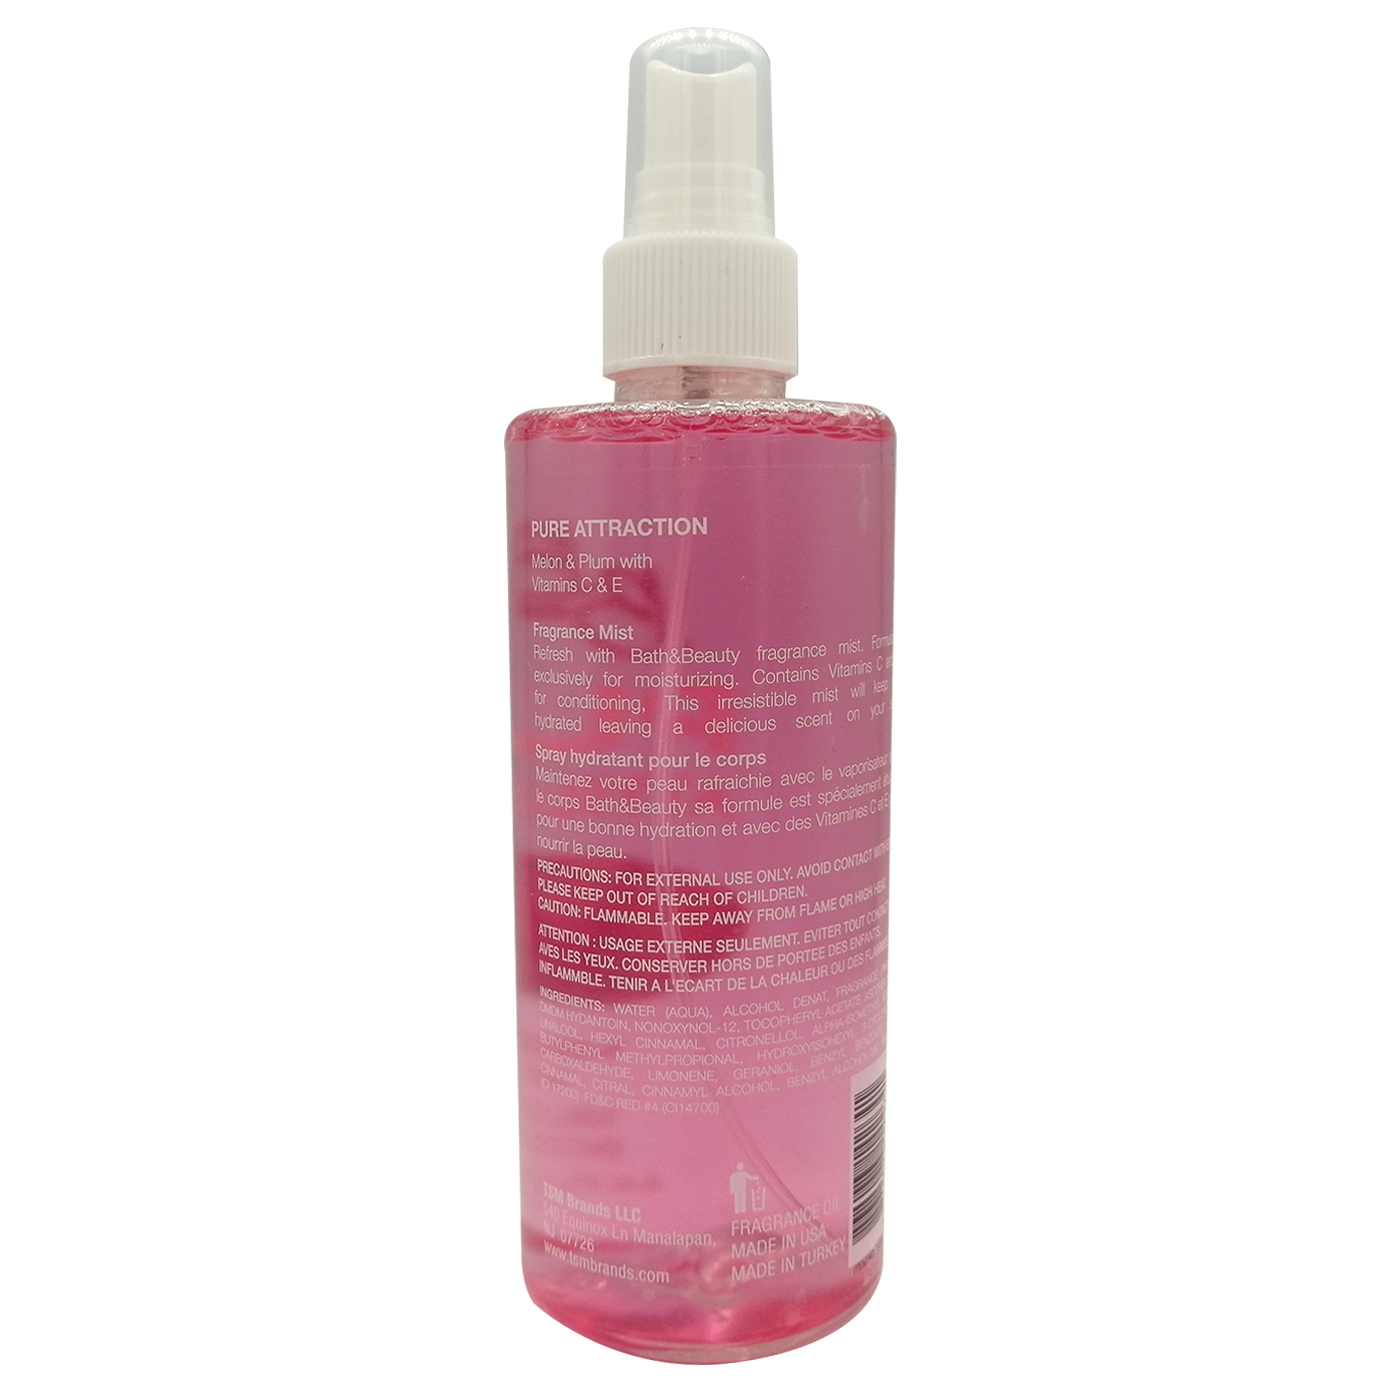 PURE ATTRACTION
Melon & Plum with
Vitamins C & E
Fragrance Mist
Refresh with Bath&Beauty fragrance mist. Formul
exclusively for moisturizing. Contains Vitamins C an
for conditioning, This irresistible mist will keep
hydrated leaving a delicious scent on your
Spray hydratant pour le corps
Maintenez votre peau rafraichie avec le vaporisateur
le corps Bath&Beauty sa formule est spécialement
pour une bonne hydration et avec des Vitamines C et E
nourrir la peau.
PRECAUTIONS: FOR EXTERNAL USE ONLY. AVOID CONTACT WITH
PLEASE KEEP OUT OF REACH OF CHILDREN.
CAUTION: FLAMMABLE. KEEP AWAY FROM FLAME OR HIGH HEAT
ATTENTION : USAGE EXTERNE SEULEMENT. EVITER TOUT CONTACT
AVES LES YEUX. CONSERVER HORS DE PORTEE DES ENFANTS.
INFLAMMBLE. TENIR A L'ECART DE LA CHALEUR OU DES
INGREDIENTS: WATER (AQUA), ALCOHOL DENAT, FRAGRANCE
DMDM HYDANTOIN, NONOXYNOL-12, TOCOPHERYL ACETATE,
LINALOOL, HEXYL CINNAMAL, CITRONELLOL,
BUTYLPHENYL METHYLPROPIONAL, HYDROXYISOHEXYL
CARBOXALDEHYDE, LIMONENE, GERANIOL, BENZYL
CINNAMAL, CITRAL, CINNAMYL ALCOHOL, BENZYL ALCOHOL
FD&C RED #4 (CI14700)
TSM Brands LLC
540 Equinox Ln Manalapan,
NJ 07726
www.tsmbrands.com
FRAGRANCE OIL
MADE IN USA
MADE IN TURKEY